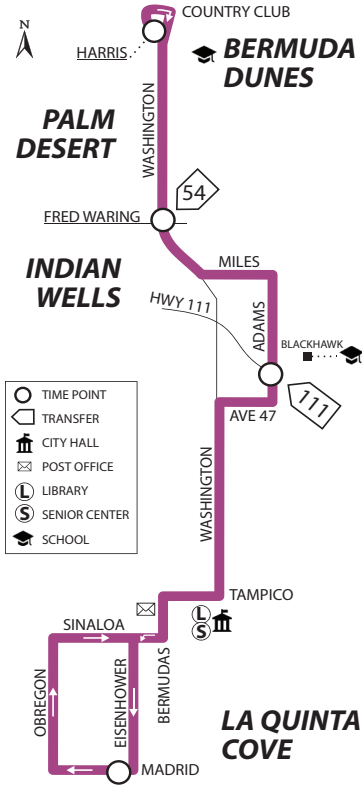 N
COUNTRY CLUB
HARRIS
BERMUDA
DUNES
PALM
DESERT
WASHINGTON
54
FRED WARING
INDIAN
WELLS
MILES
HWY 111
ADAMS
BLACKHAWK
111
AVE 47
TIME POINT
TRANSFER
CITY HALL
POST OFFICE
L LIBRARY
S SENIOR CENTER
SCHOOL
WASHINGTON
TAMPICO
L
S
SINALOA
BERMUDAS
EISENHOWER
OBREGON
LA QUINTA
COVE
MADRID